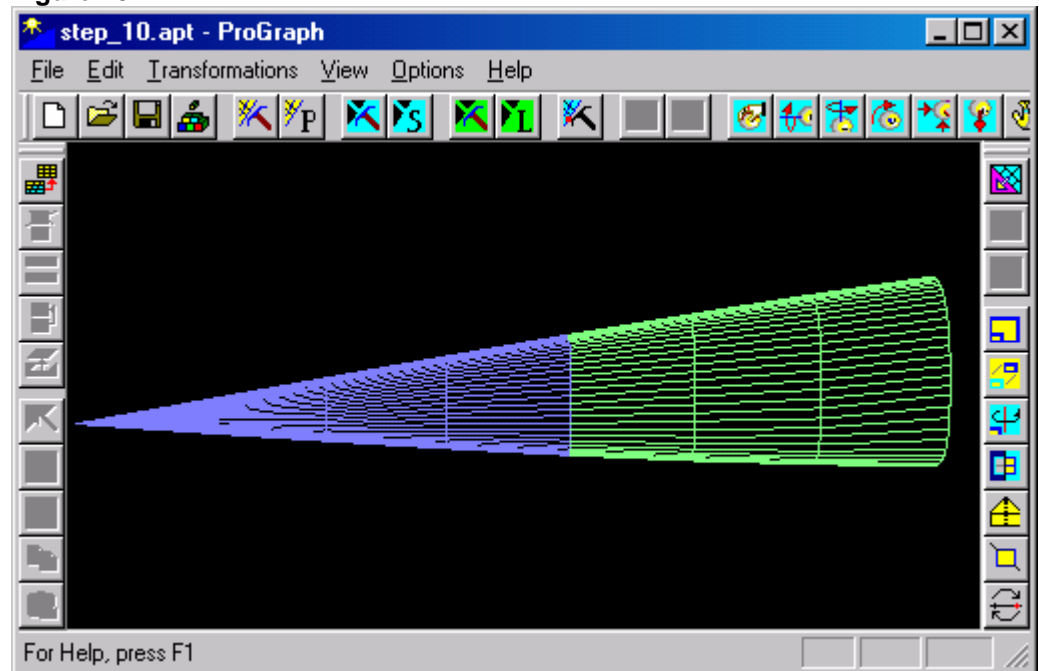 step_10.apt - ProGraph
File Edit Transformations View Options Help
P S L
For Help, press F1